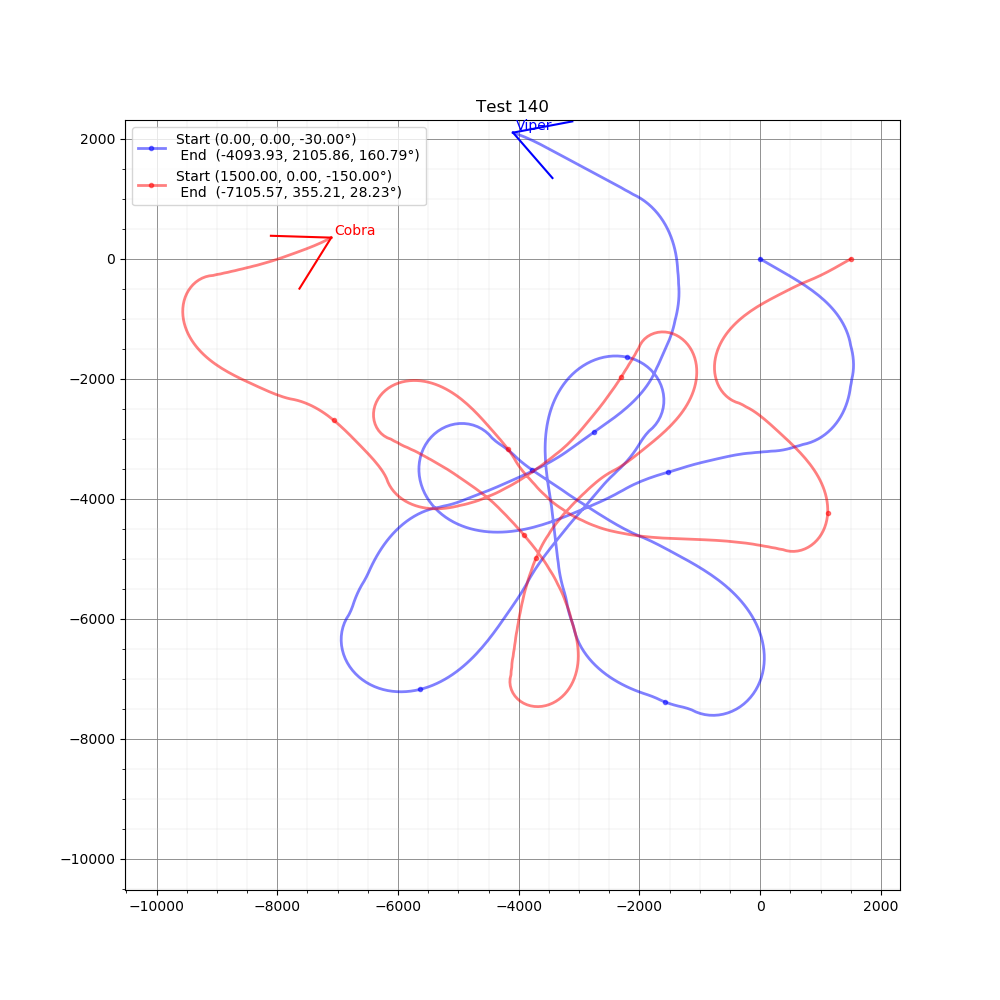 Test 140
Viper
Start (0.00, 0.00, -30.00°)
End  (-4093.93, 2105.86, 160.79°)
Start (1500.00, 0.00, -150.00°)
End  (-7105.57, 355.21, 28.23°)
Cobra
2000
0
−2000
−4000
−6000
−8000
−10000
−10000 −8000 −6000 −4000 −2000 0 2000